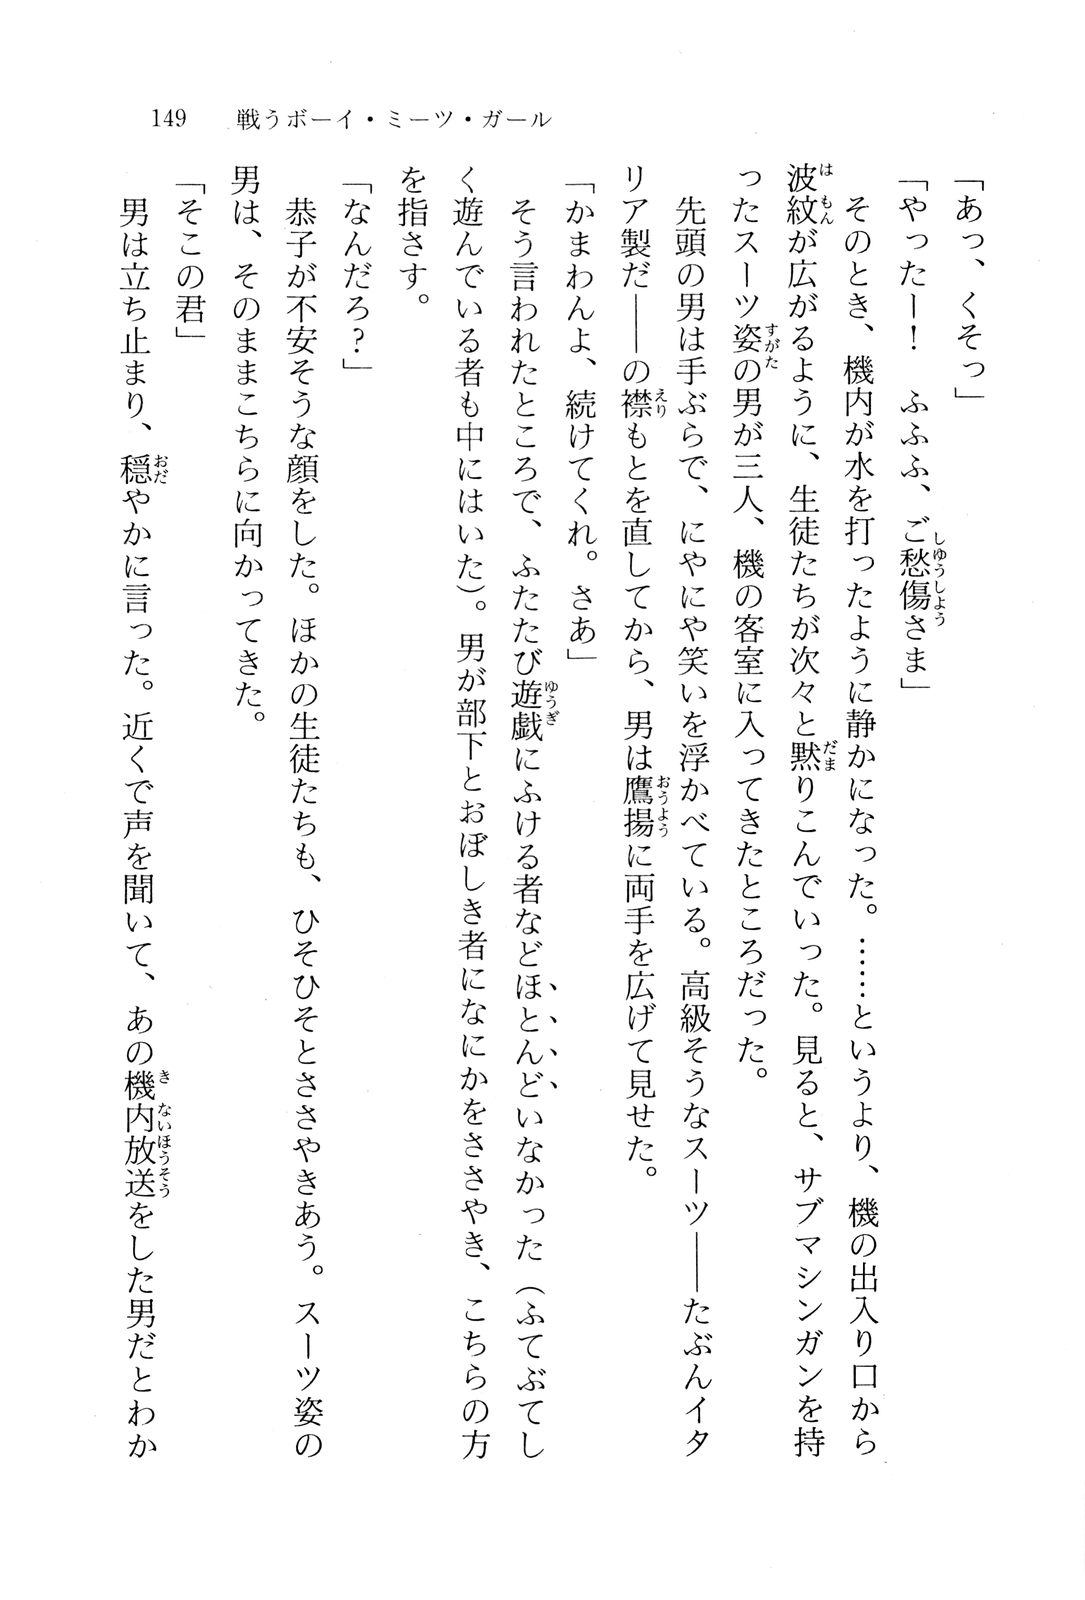 149　戦うボーイ・ミーツ・ガール
「あっ、くそっ」
「やったー！　ふふふ、ご愁傷さま」
　そのとき、機内が水を打ったように静かになった。……というより、機の出入り口から
波紋が広がるように、生徒たちが次々と黙りこんでいった。見ると、サブマシンガンを持
ったスーツ姿の男が三人、機の客室に入ってきたところだった。
　先頭の男は手ぶらで、にやにや笑いを浮かべている。高級そうなスーツ――たぶんイタ
リア製だ――の襟もとを直してから、男は鷹揚に両手を広げて見せた。
「かまわんよ、続けてくれ。さあ」
　そう言われたところで、ふたたび遊戯にふける者などほとんどいなかった（ふてぶてし
く遊んでいる者も中にはいた）。男が部下とおぼしき者になにかをささやき、こちらの方
を指さす。
「なんだろ？」
　恭子が不安そうな顔をした。ほかの生徒たちも、ひそひそとささやきあう。スーツ姿の
男は、そのままこちらに向かってきた。
「そこの君」
　男は立ち止まり、穏やかに言った。近くで声を聞いて、あの機内放送をした男だとわか